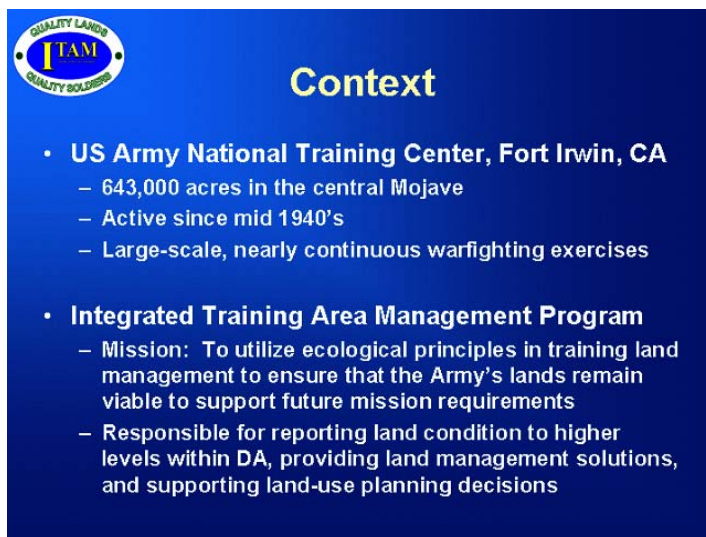 QUALITY LANDS
ITAM
QUALITY SOLDIERS
Context
• US Army National Training Center, Fort Irwin, CA
– 643,000 acres in the central Mojave
– Active since mid 1940's
– Large-scale, nearly continuous warfighting exercises
• Integrated Training Area Management Program
– Mission: To utilize ecological principles in training land
management to ensure that the Army's lands remain
viable to support future mission requirements
– Responsible for reporting land condition to higher
levels within DA, providing land management solutions,
and supporting land-use planning decisions